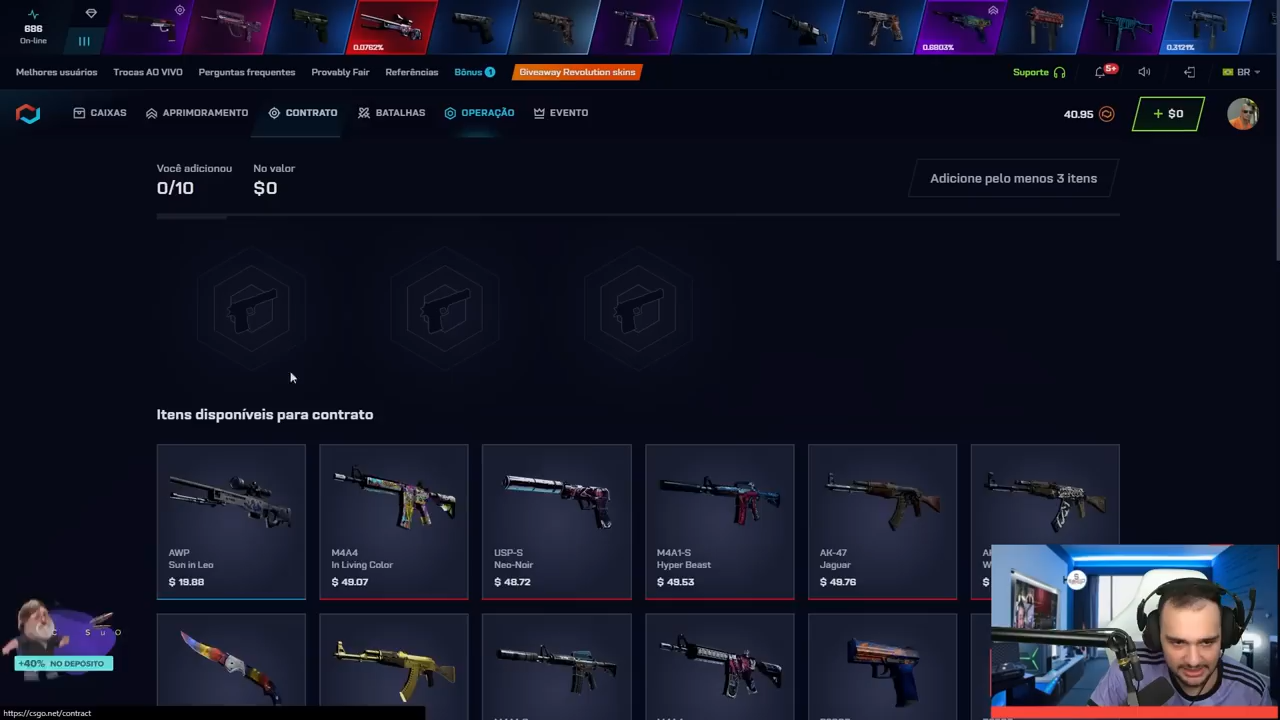 686
On-line
0.0762%
0.6803%
0.3121%
Melhores usuários Trocas AO VIVO Perguntas frequentes Provably Fair Referências Bônus 1 Giveaway Revolution skins Suporte 5+ BR
CAIXAS APRIMORAMENTO CONTRATO BATALHAS OPERAÇÃO EVENTO 40.95 + $0
Você adicionou No valor
0/10 $0
Adicione pelo menos 3 itens
Itens disponíveis para contrato
AWP
Sun in Leo
$ 19.88
M4A4
In Living Color
$ 49.07
USP-S
Neo-Noir
$ 48.72
M4A1-S
Hyper Beast
$ 49.53
AK-47
Jaguar
$ 49.76
$
+40% NO DEPÓSITO
https://csgo.net/contract